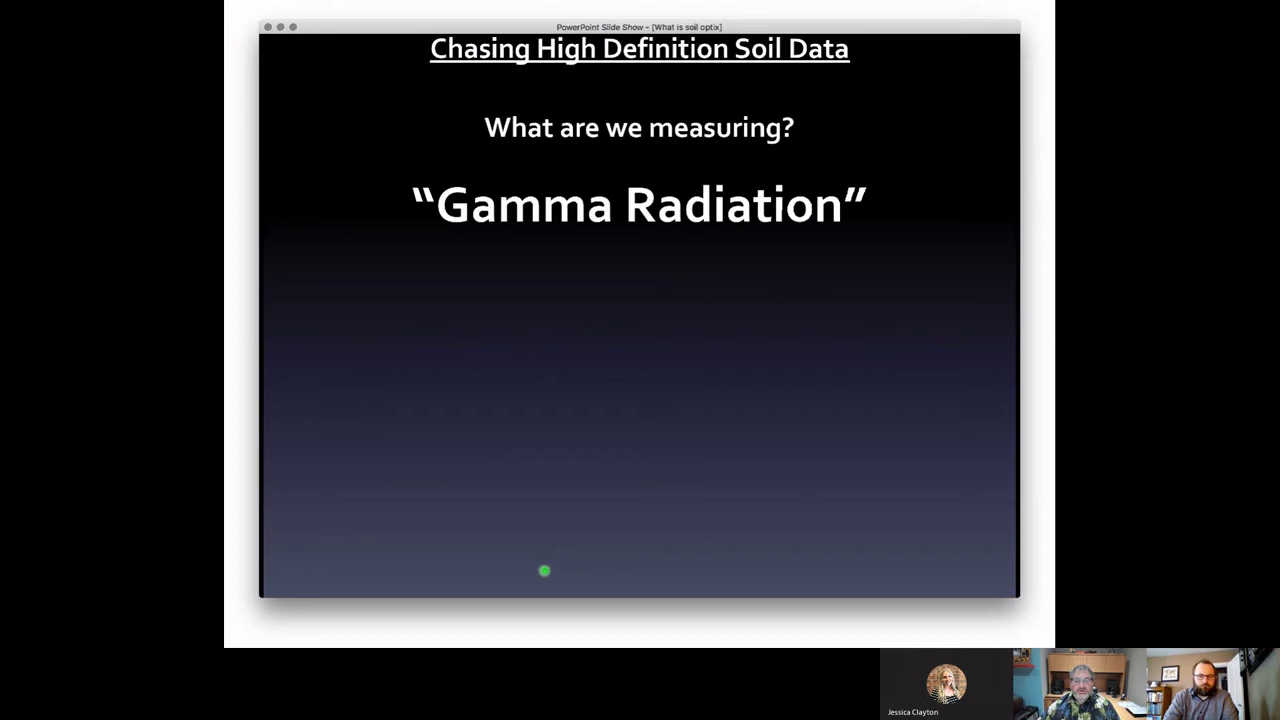 PowerPoint Slide Show - [What is soil optix]
Chasing High Definition Soil Data
What are we measuring?
“Gamma Radiation”
Jessica Clayton